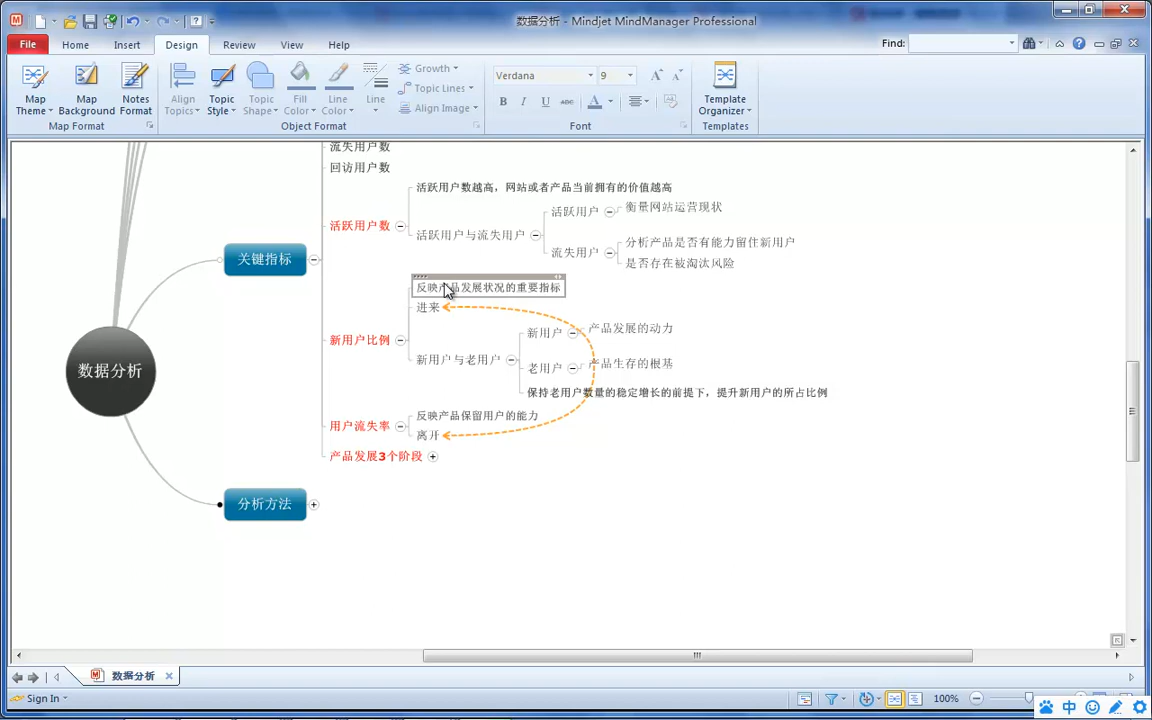 数据分析 - Mindjet MindManager Professional
File Home Insert Design Review View Help
Find:
Map Theme
Map Background
Notes Format
Map Format
Align Topics
Topic Style
Topic Shape
Fill Color
Line Color
Line
Growth
Topic Lines
Align Image
Object Format
Verdana 9
B I U ABC A
Font
Template Organizer
Templates
流失用户数
回访用户数
活跃用户数
活跃用户数越高，网站或者产品当前拥有的价值越高
活跃用户与流失用户
活跃用户
衡量网站运营现状
流失用户
分析产品是否有能力留住新用户
是否存在被淘汰风险
关键指标
反映产品发展状况的重要指标
进来
新用户比例
新用户与老用户
新用户
产品发展的动力
老用户
产品生存的根基
保持老用户数量的稳定增长的前提下，提升新用户的所占比例
数据分析
用户流失率
反映产品保留用户的能力
离开
产品发展3个阶段
分析方法
数据分析
Sign In
100%
中